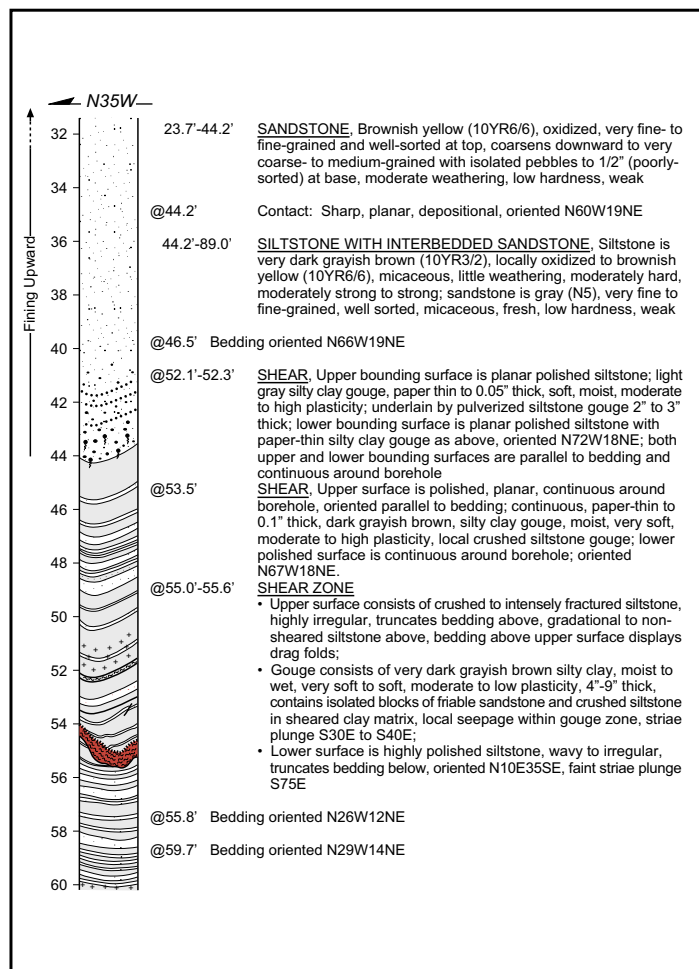 N35W
Fining Upward
32
34
36
38
40
42
44
46
48
50
52
54
56
58
60
23.7'-44.2' SANDSTONE, Brownish yellow (10YR6/6), oxidized, very fine- to
fine-grained and well-sorted at top, coarsens downward to very
coarse- to medium-grained with isolated pebbles to 1/2" (poorly-
sorted) at base, moderate weathering, low hardness, weak
@44.2' Contact: Sharp, planar, depositional, oriented N60W19NE
44.2'-89.0' SILTSTONE WITH INTERBEDDED SANDSTONE, Siltstone is
very dark grayish brown (10YR3/2), locally oxidized to brownish
yellow (10YR6/6), micaceous, little weathering, moderately hard,
moderately strong to strong; sandstone is gray (N5), very fine to
fine-grained, well sorted, micaceous, fresh, low hardness, weak
@46.5' Bedding oriented N66W19NE
@52.1'-52.3' SHEAR, Upper bounding surface is planar polished siltstone; light
gray silty clay gouge, paper thin to 0.05" thick, soft, moist, moderate
to high plasticity; underlain by pulverized siltstone gouge 2" to 3"
thick; lower bounding surface is planar polished siltstone with
paper-thin silty clay gouge as above, oriented N72W18NE; both
upper and lower bounding surfaces are parallel to bedding and
continuous around borehole
@53.5' SHEAR, Upper surface is polished, planar, continuous around
borehole, oriented parallel to bedding; continuous, paper-thin to
0.1" thick, dark grayish brown, silty clay gouge, moist, very soft,
moderate to high plasticity, local crushed siltstone gouge; lower
polished surface is continuous around borehole; oriented
N67W18NE.
@55.0'-55.6' SHEAR ZONE
• Upper surface consists of crushed to intensely fractured siltstone,
highly irregular, truncates bedding above, gradational to non-
sheared siltstone above, bedding above upper surface displays
drag folds;
• Gouge consists of very dark grayish brown silty clay, moist to
wet, very soft to soft, moderate to low plasticity, 4"-9" thick,
contains isolated blocks of friable sandstone and crushed siltstone
in sheared clay matrix, local seepage within gouge zone, striae
plunge S30E to S40E;
• Lower surface is highly polished siltstone, wavy to irregular,
truncates bedding below, oriented N10E35SE, faint striae plunge
S75E
@55.8' Bedding oriented N26W12NE
@59.7' Bedding oriented N29W14NE